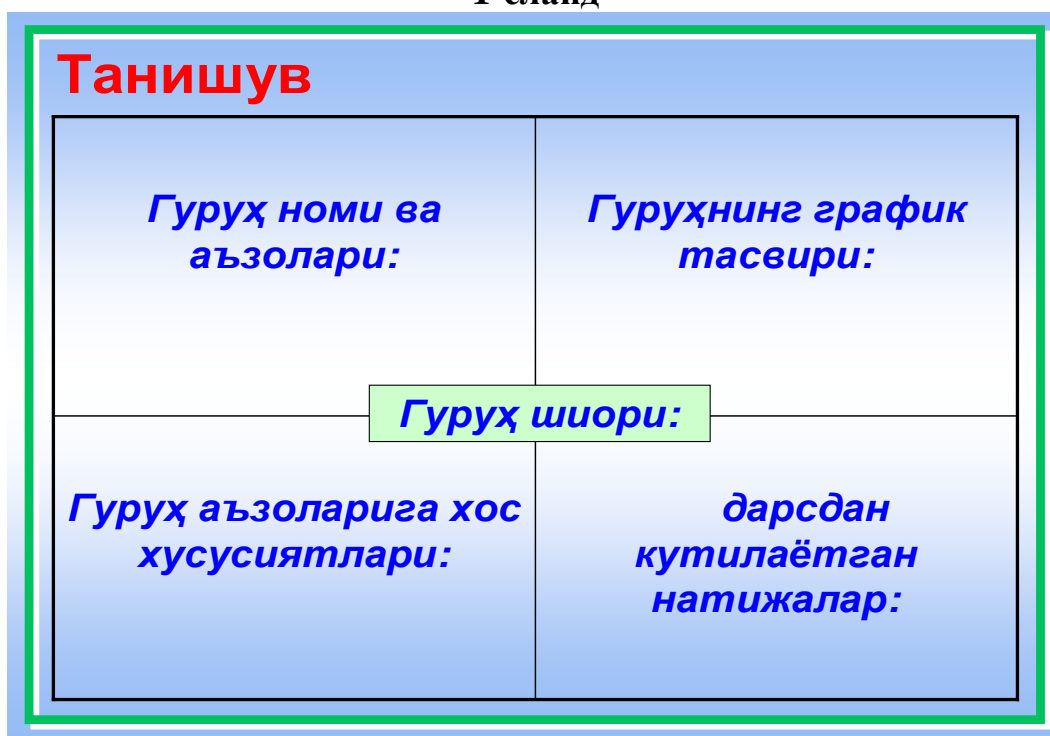 Танишув
Гуруҳ номи ва
аъзолари:
Гуруҳнинг график
тасвири:
Гуруҳ шиори:
Гуруҳ аъзоларига хос
хусусиятлари:
дарсдан
кутилаётган
натижалар: